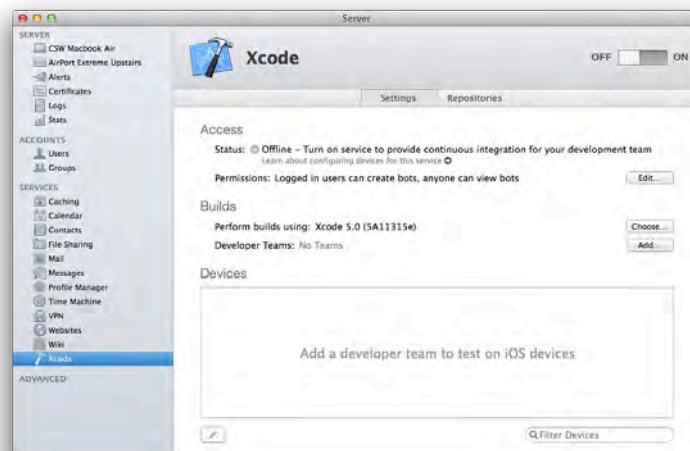 Server
SERVER
CSW Macbook Air
AirPort Extreme Upstairs
Alerts
Certificates
Logs
Stats
ACCOUNTS
Users
Groups
SERVICES
Caching
Calendar
Contacts
File Sharing
Mail
Messages
Profile Manager
Time Machine
VPN
Websites
Wiki
Xcode
ADVANCED
Xcode
OFF ON
Settings Repositories
Access
Status: Offline – Turn on service to provide continuous integration for your development team
Learn about configuring devices for this service
Permissions: Logged in users can create bots, anyone can view bots Edit...
Builds
Perform builds using: Xcode 5.0 (5A11315e) Choose...
Developer Teams: No Teams Add...
Devices
Add a developer team to test on iOS devices
Filter Devices